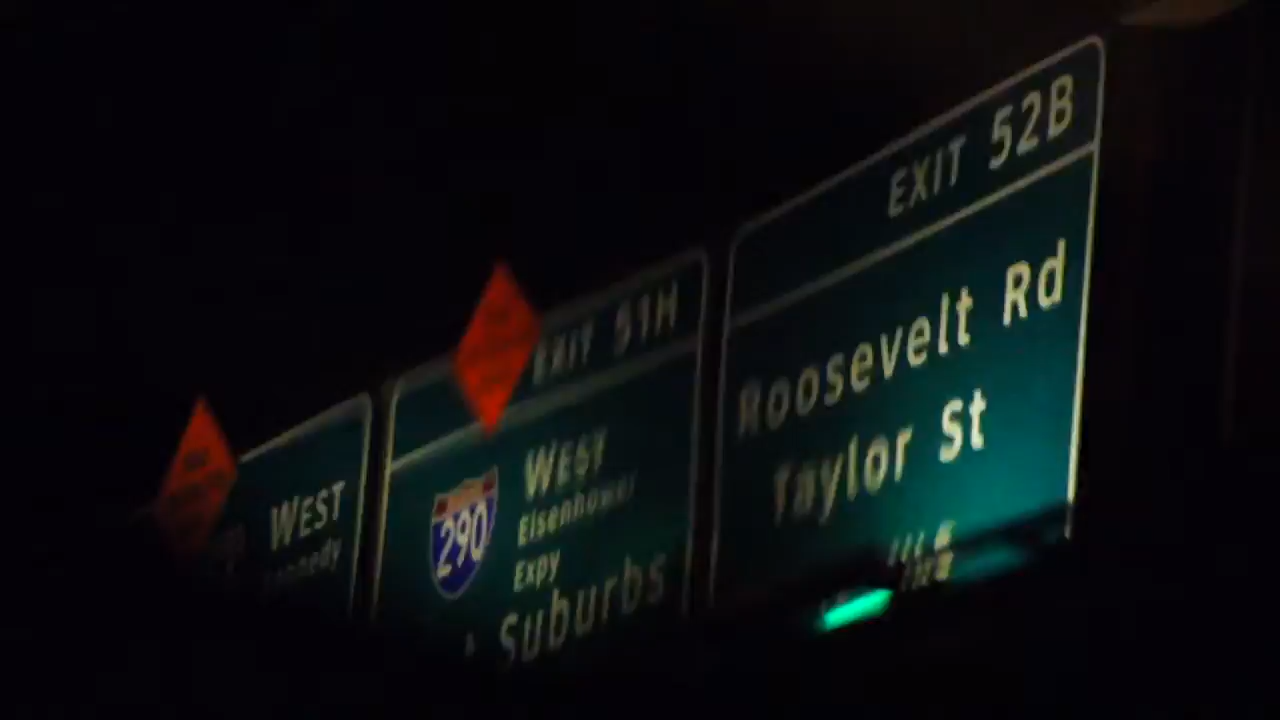 WEST
EXIT 51H
290
WEST
Eisenhower
Expy
Suburbs
EXIT 52B
Roosevelt Rd
Taylor St